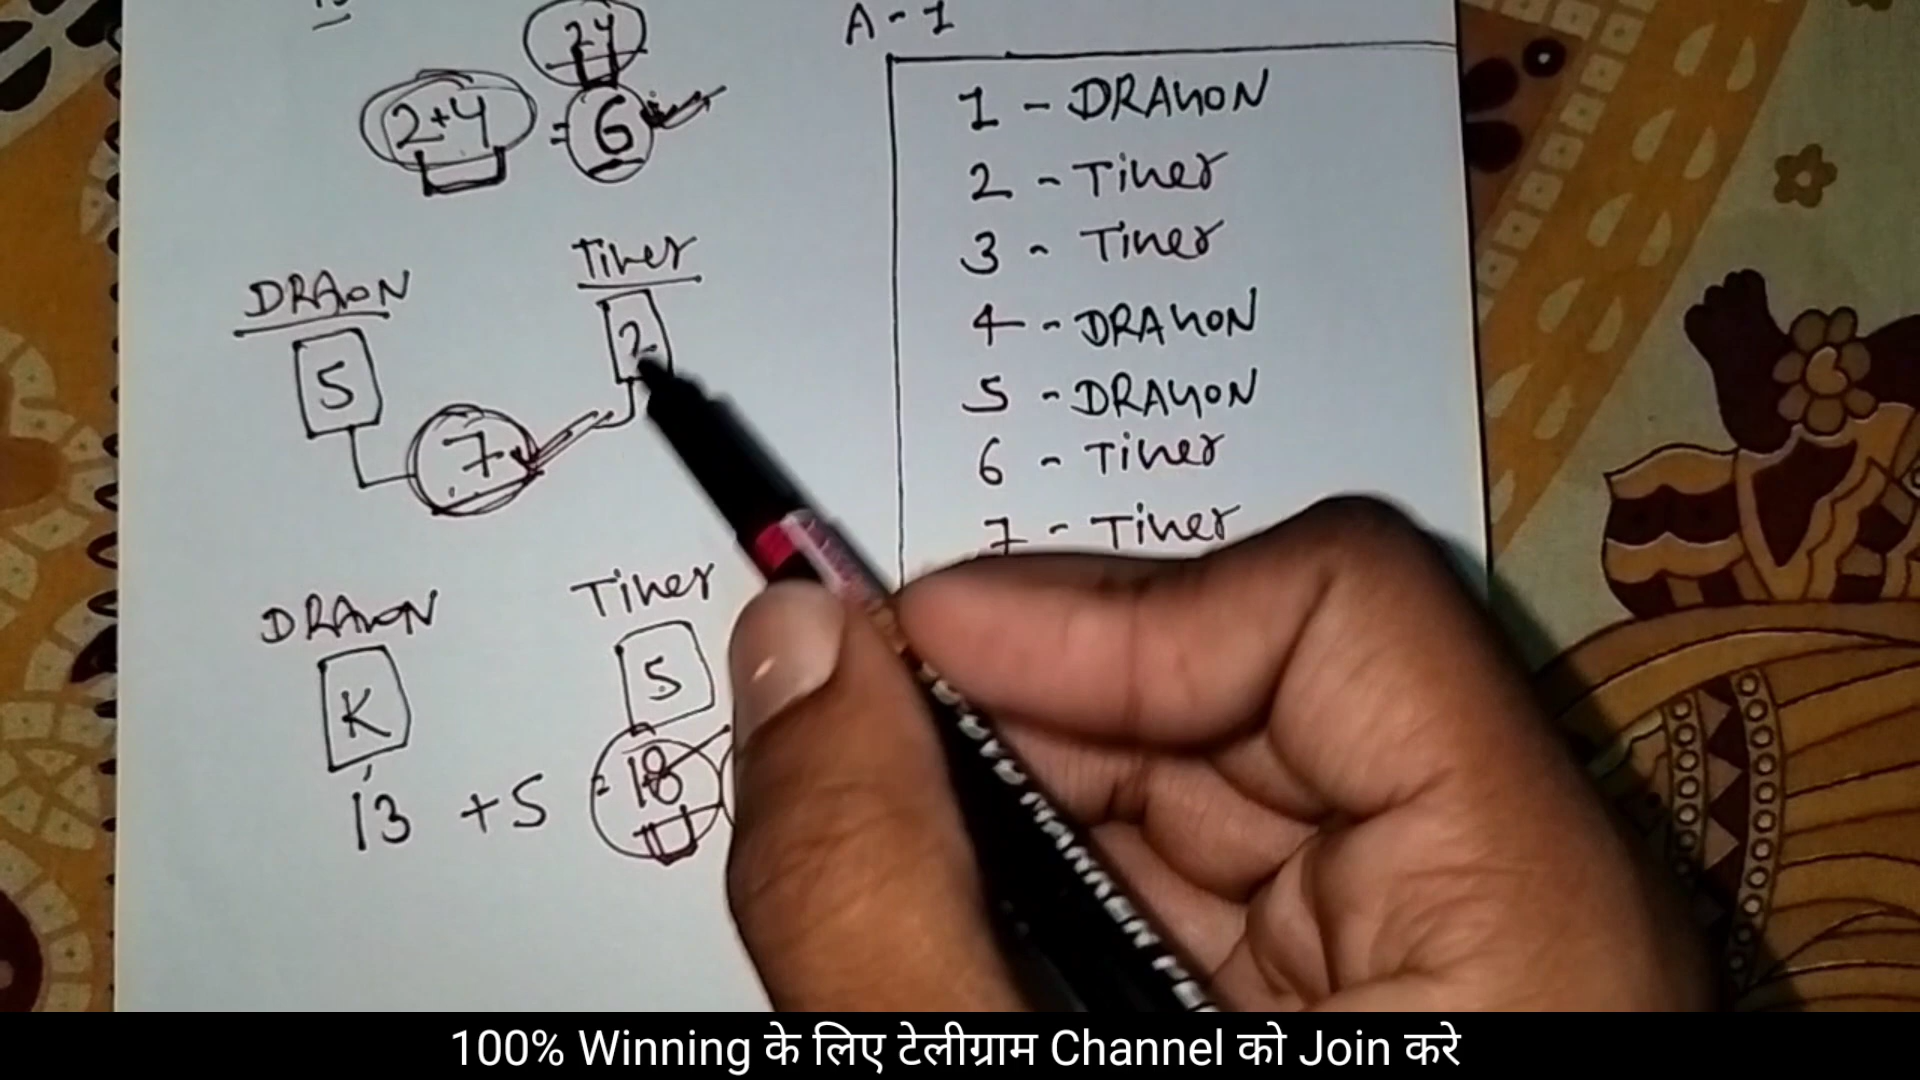 A - 1
24
2+4 = 6
1 - DRAGON
2 - Tiger
3 - Tiger
4 - DRAGON
5 - DRAGON
6 - Tiger
7 - Tiger
DRAON Tiger
5 2
7
DRAGON Tiger
K 5
13 +5 = 18
100% Winning के लिए टेलीग्राम Channel को Join करे